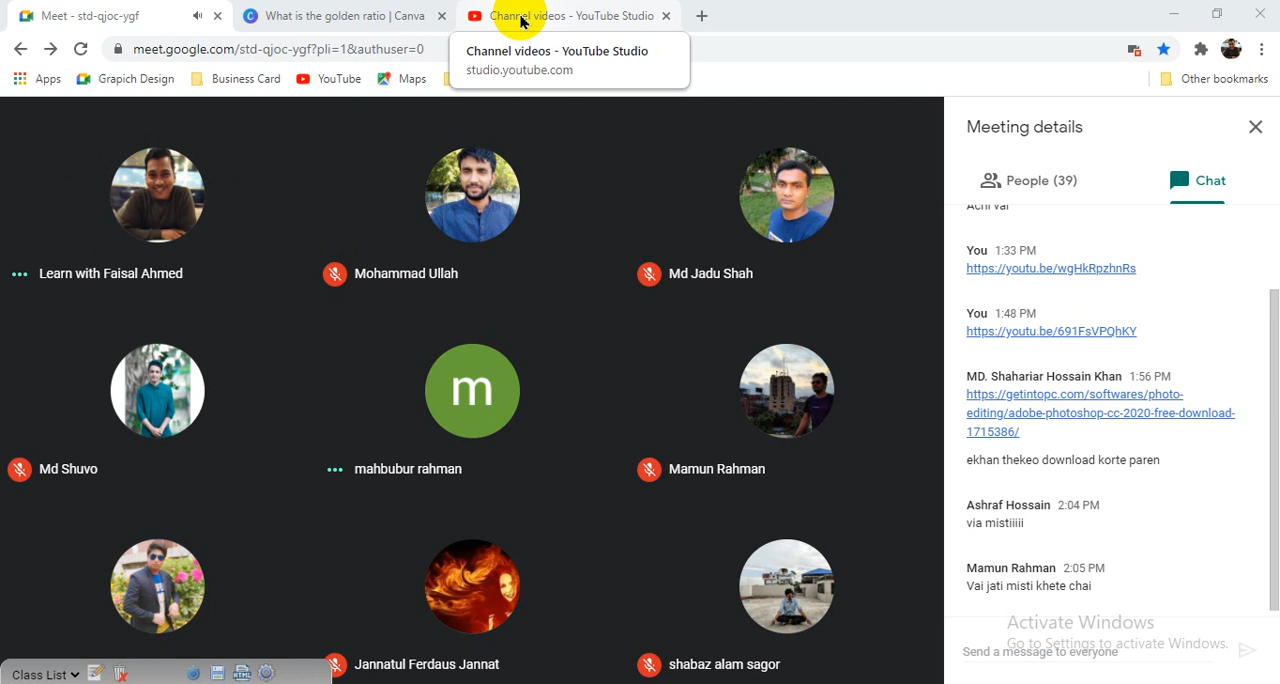 Meet - std-qjoc-ygf
What is the golden ratio | Canva
Channel videos - YouTube Studio
meet.google.com/std-qjoc-ygf?pli=1&authuser=0
Channel videos - YouTube Studio
studio.youtube.com
Apps
Grapich Design
Business Card
YouTube
Maps
Other bookmarks
Meeting details
People (39)
Chat
Achi vai
You 1:33 PM
https://youtu.be/wgHkRpzhnRs
You 1:48 PM
https://youtu.be/691FsVPQhKY
MD. Shahariar Hossain Khan 1:56 PM
https://getintopc.com/softwares/photo-
editing/adobe-photoshop-cc-2020-free-download-
1715386/
ekhan thekeo download korte paren
Ashraf Hossain 2:04 PM
via mistiiiii
Mamun Rahman 2:05 PM
Vai jati misti khete chai
Activate Windows
Go to Settings to activate Windows.
Send a message to everyone
Learn with Faisal Ahmed
Mohammad Ullah
Md Jadu Shah
Md Shuvo
m
mahbubur rahman
Mamun Rahman
Jannatul Ferdaus Jannat
shabaz alam sagor
Class List
HTML